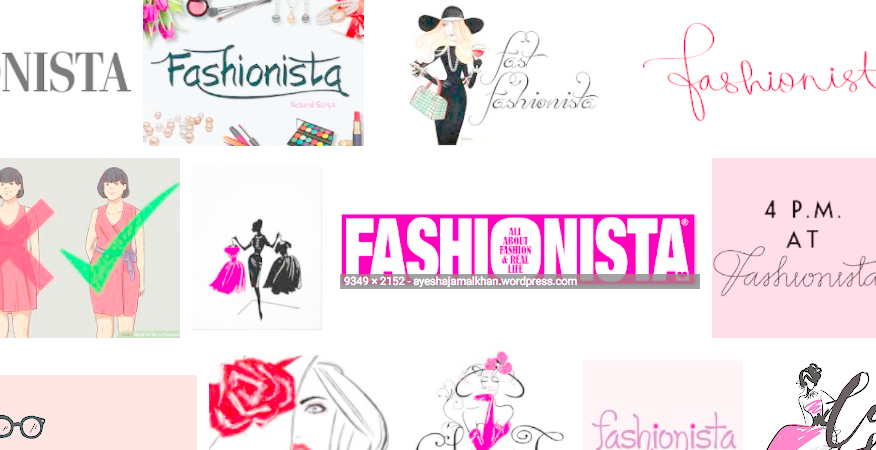 ONISTA
Fashionista
Natural Script
fast
fashionista
fashionist
FASHIONISTA®
ALL
ABOUT
FASHION
& REAL
LIFE
9349 × 2152 - ayeshajamalkhan.wordpress.com
4 P.M.
AT
Fashionista
fashionista